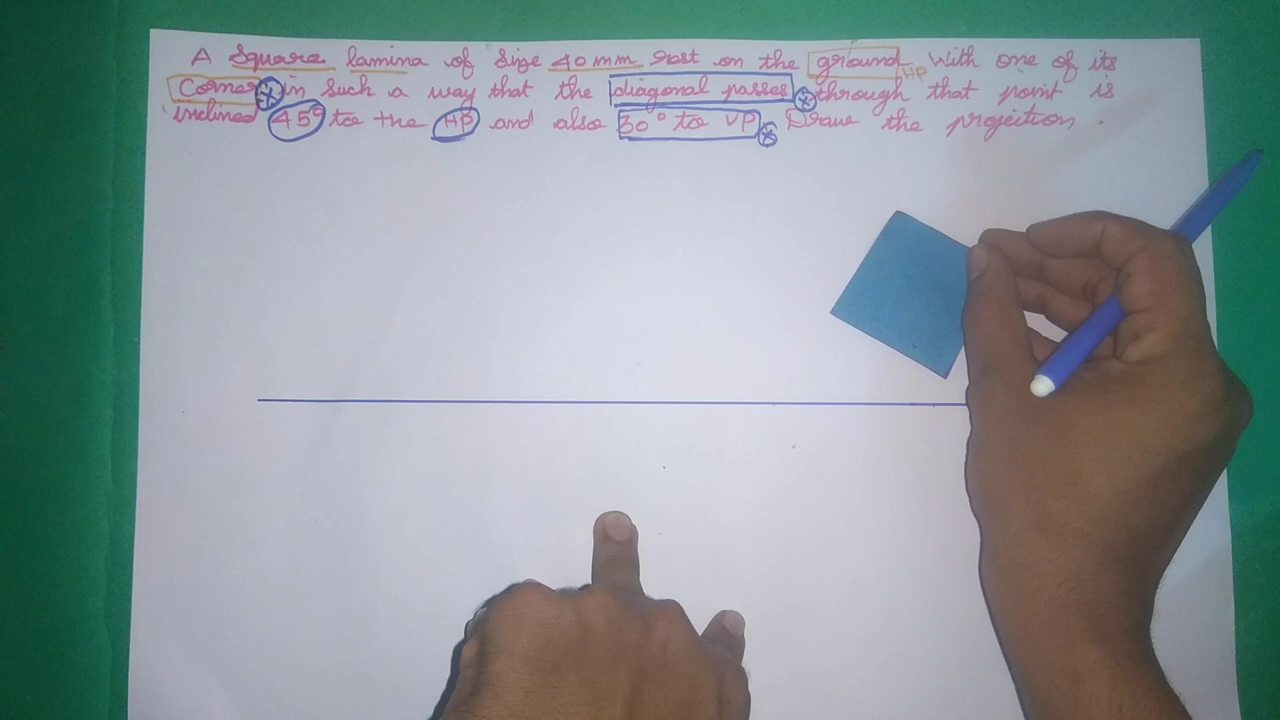 A Square lamina of size 40 mm rest on the ground HP with one of its
Corner in such a way that the diagonal passes through that point is
inclined 45° to the HP and also 30° to VP Draw the projection.